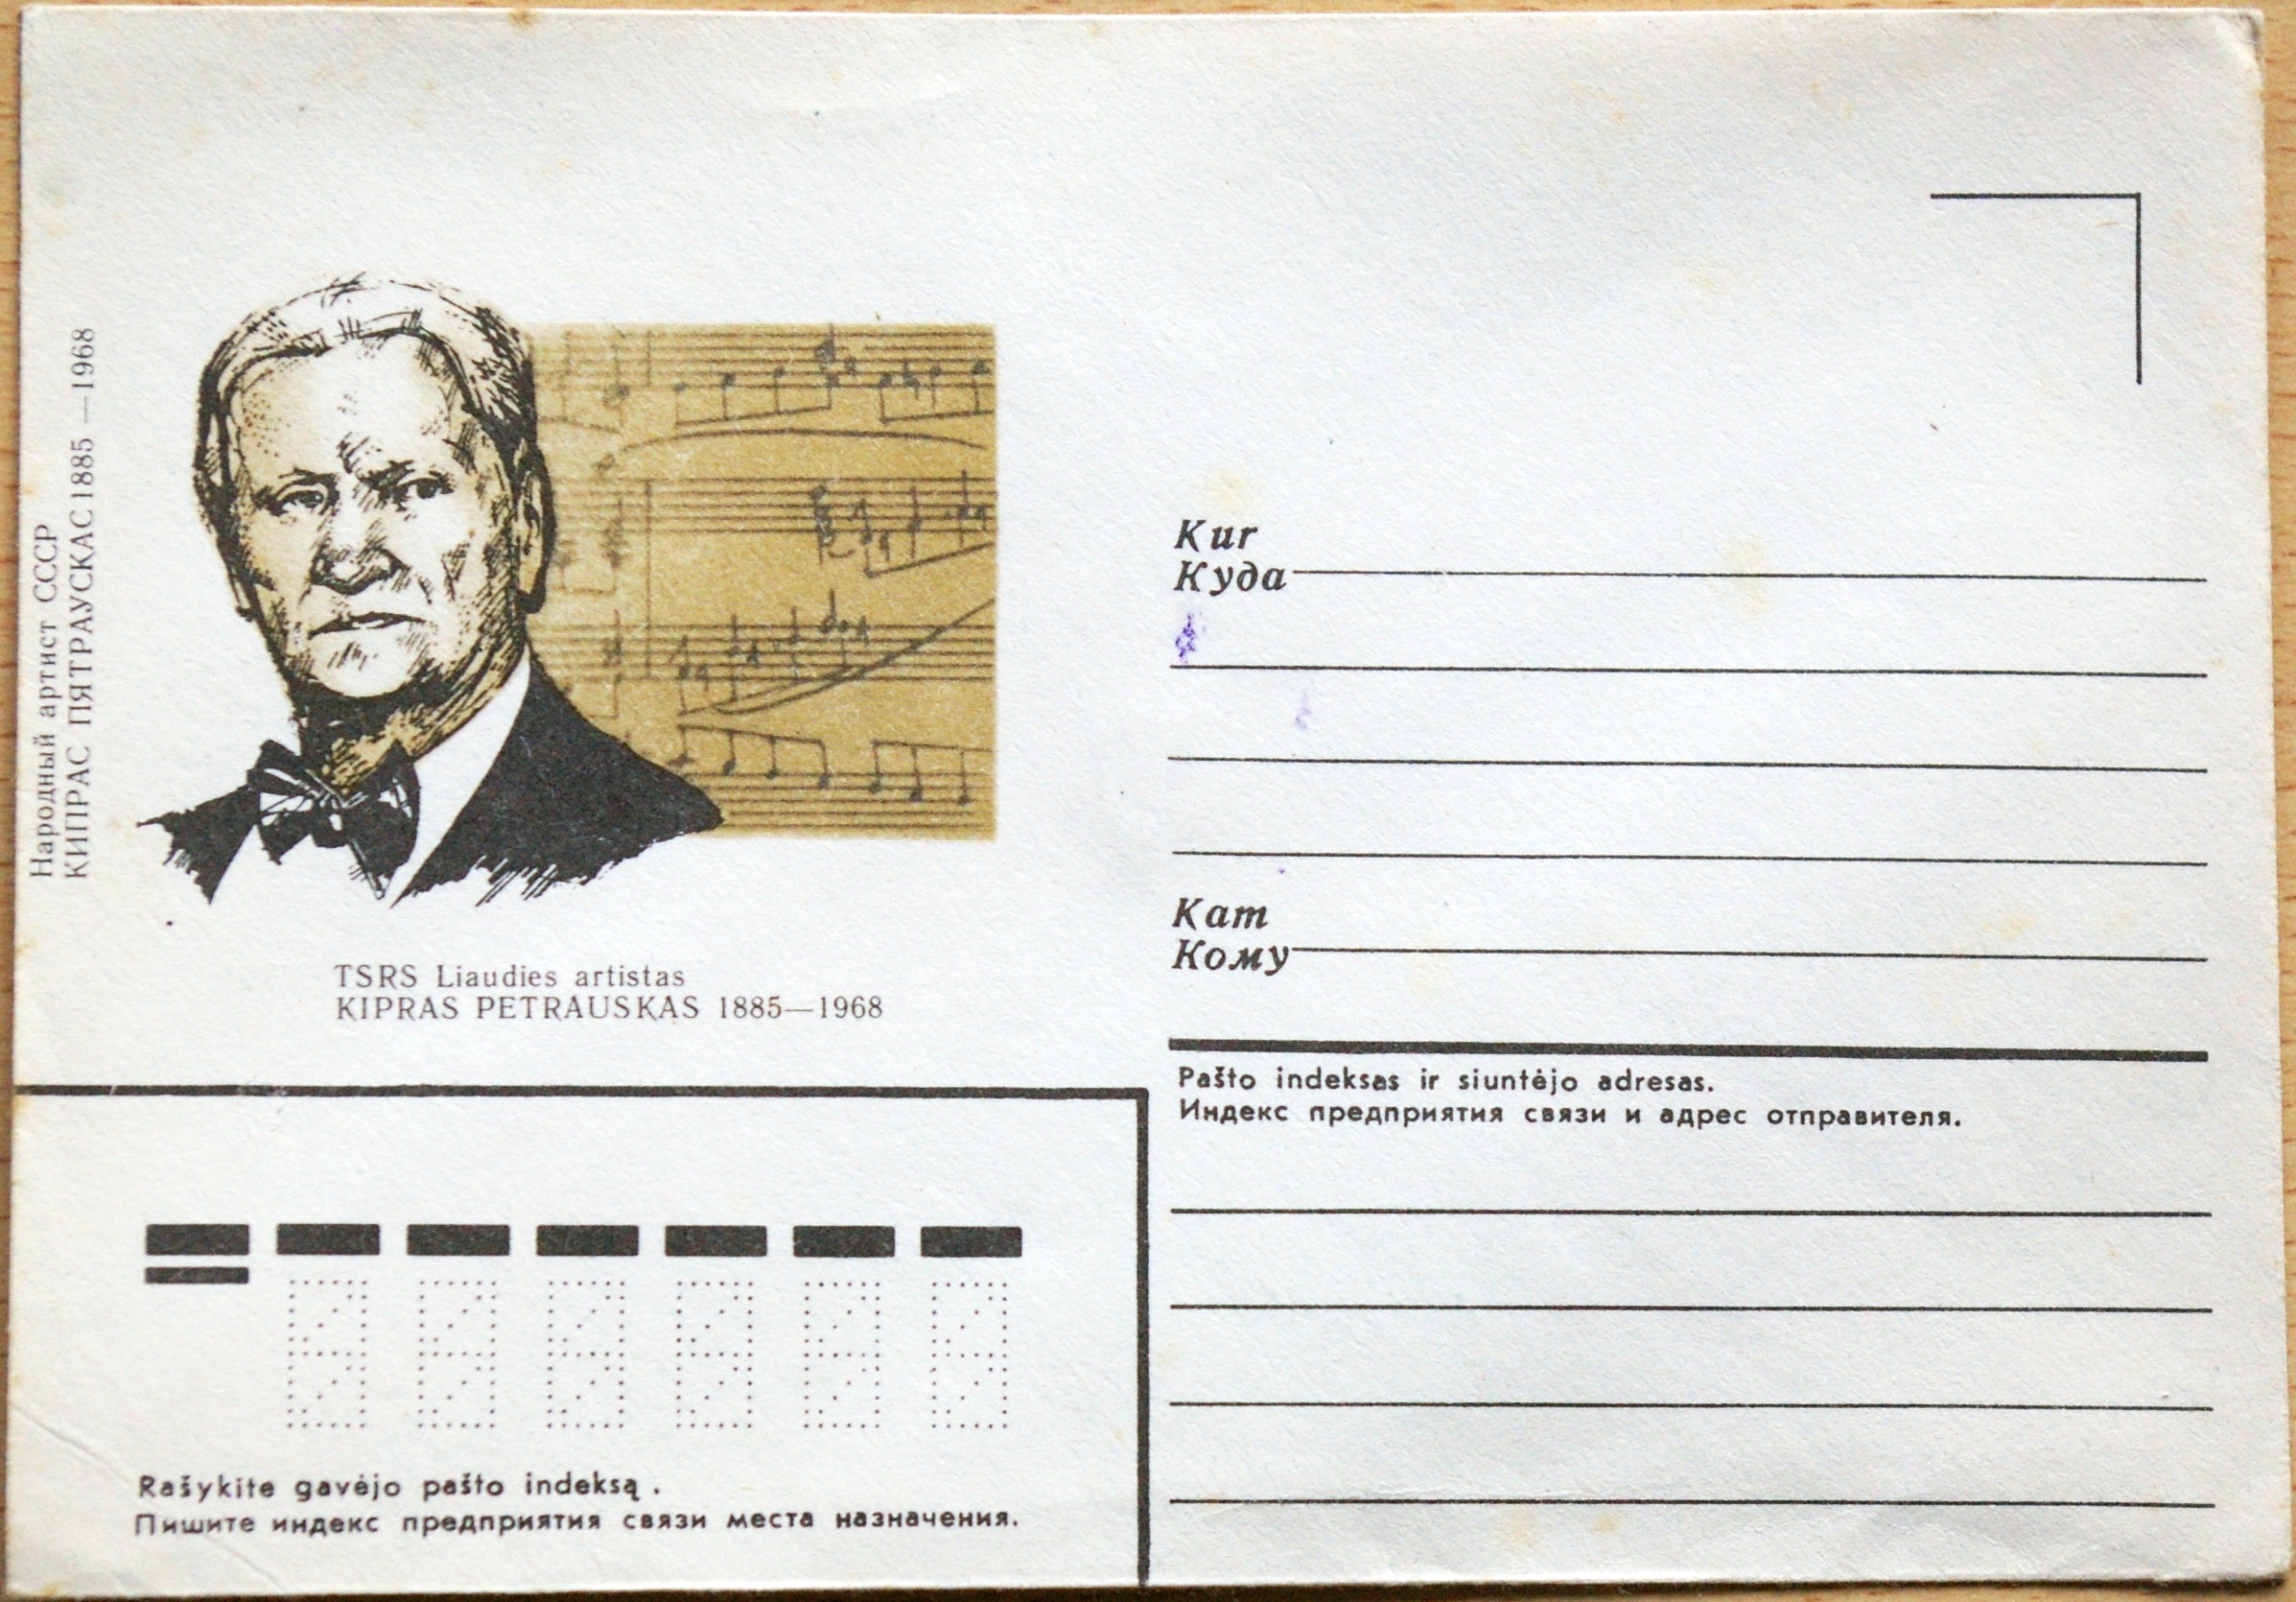 Народный артист СССР
КИПРАС ПЯТРАУСКАС 1885—1968
TSRS Liaudies artistas
KIPRAS PETRAUSKAS 1885—1968
Kur
Куда
Kam
Кому
Pašto indeksas ir siuntėjo adresas.
Индекс предприятия связи и адрес отправителя.
Rašykite gavėjo pašto indeksą.
Пишите индекс предприятия связи места назначения.